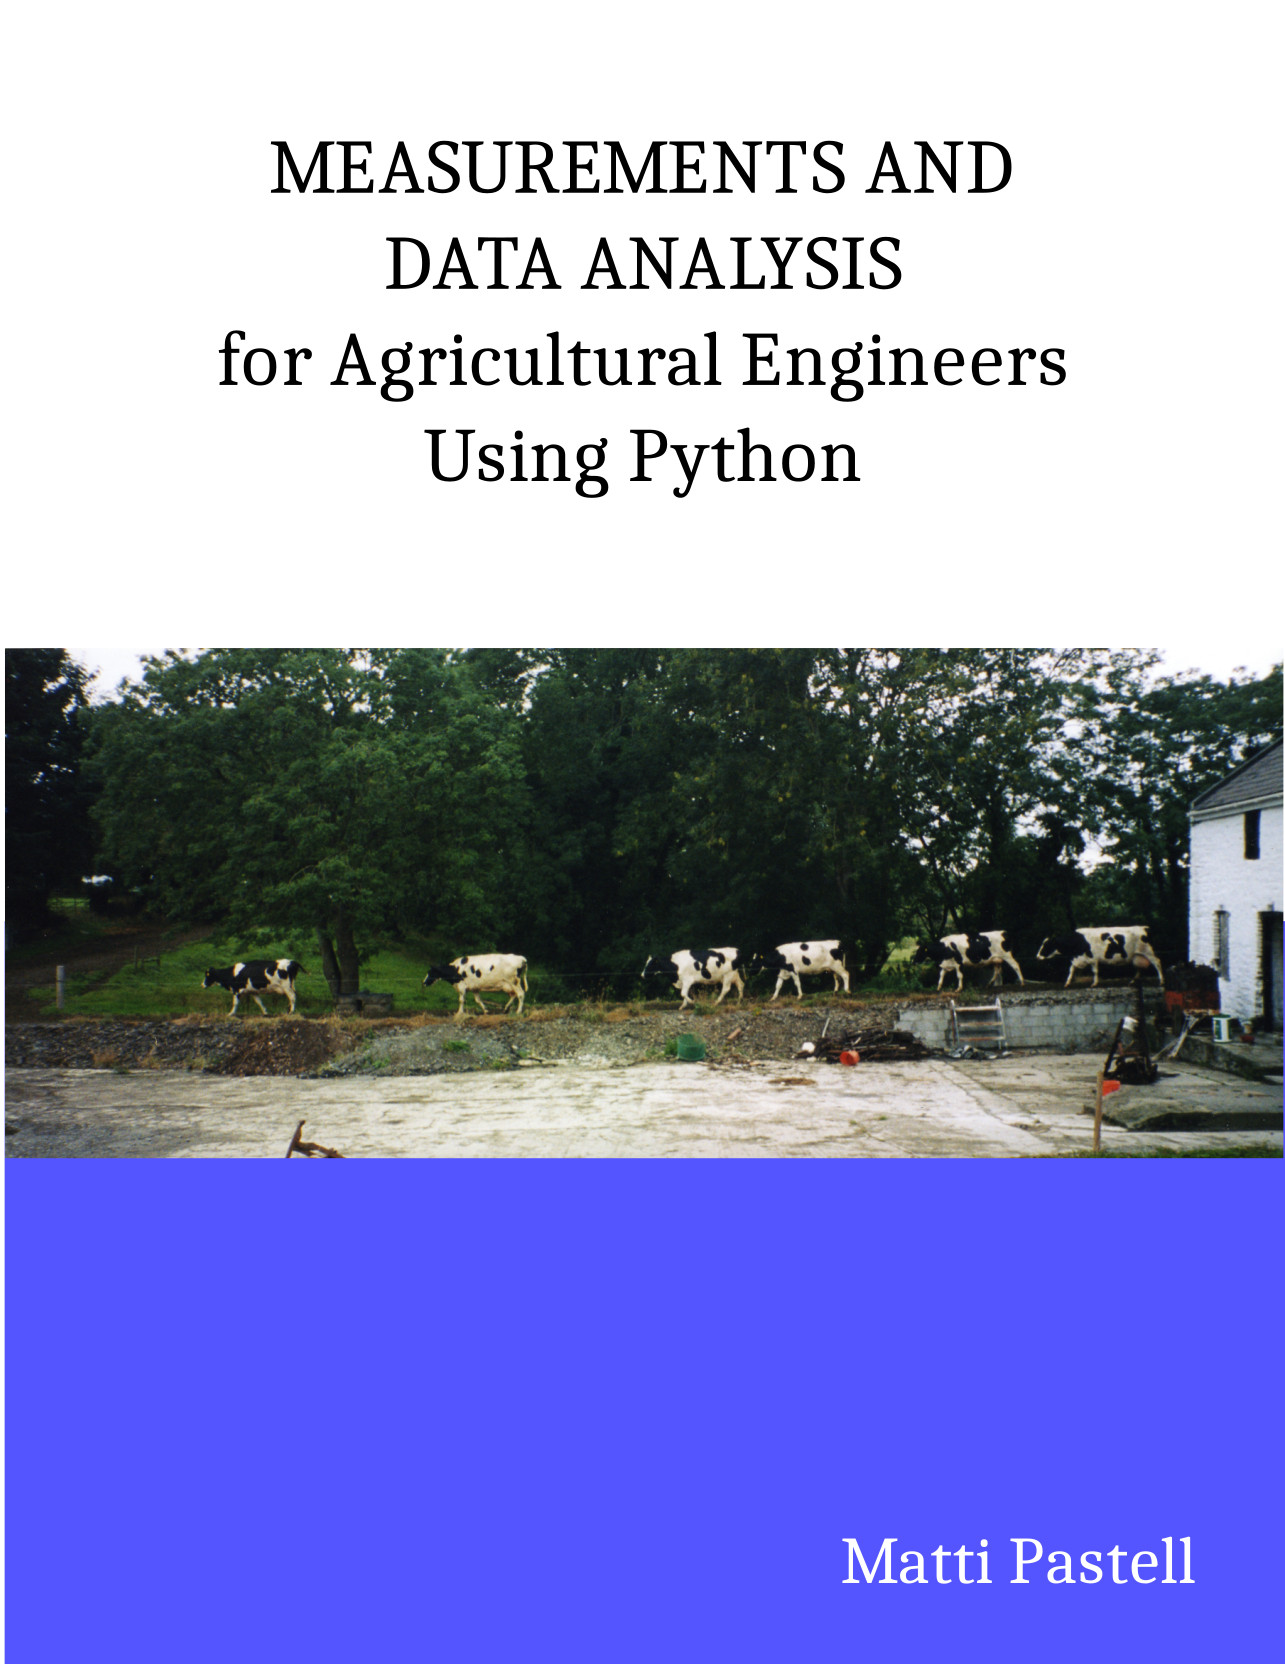 MEASUREMENTS AND
DATA ANALYSIS
for Agricultural Engineers
Using Python
Matti Pastell